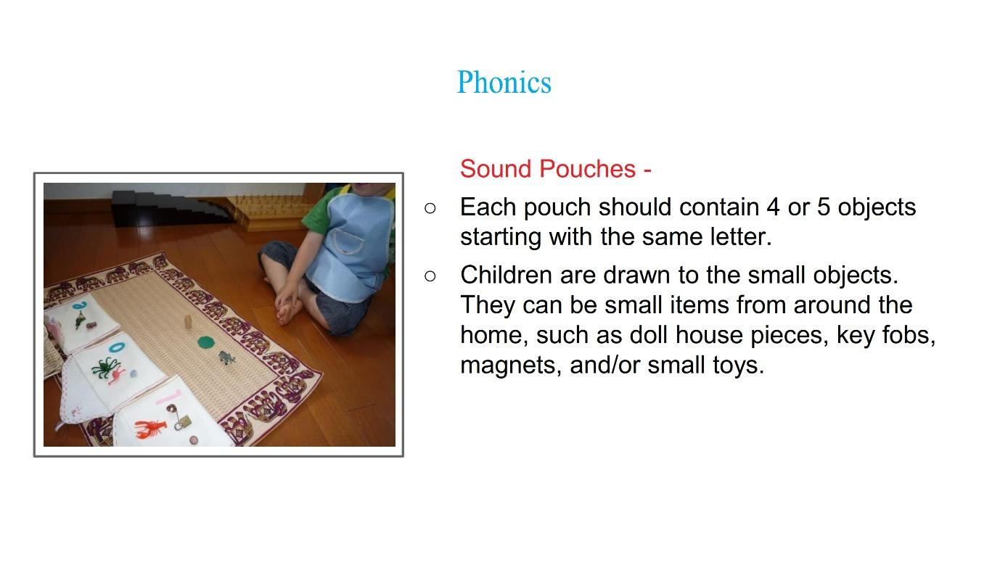 Phonics
Sound Pouches -
○ Each pouch should contain 4 or 5 objects
starting with the same letter.
○ Children are drawn to the small objects.
They can be small items from around the
home, such as doll house pieces, key fobs,
magnets, and/or small toys.
e
o
l